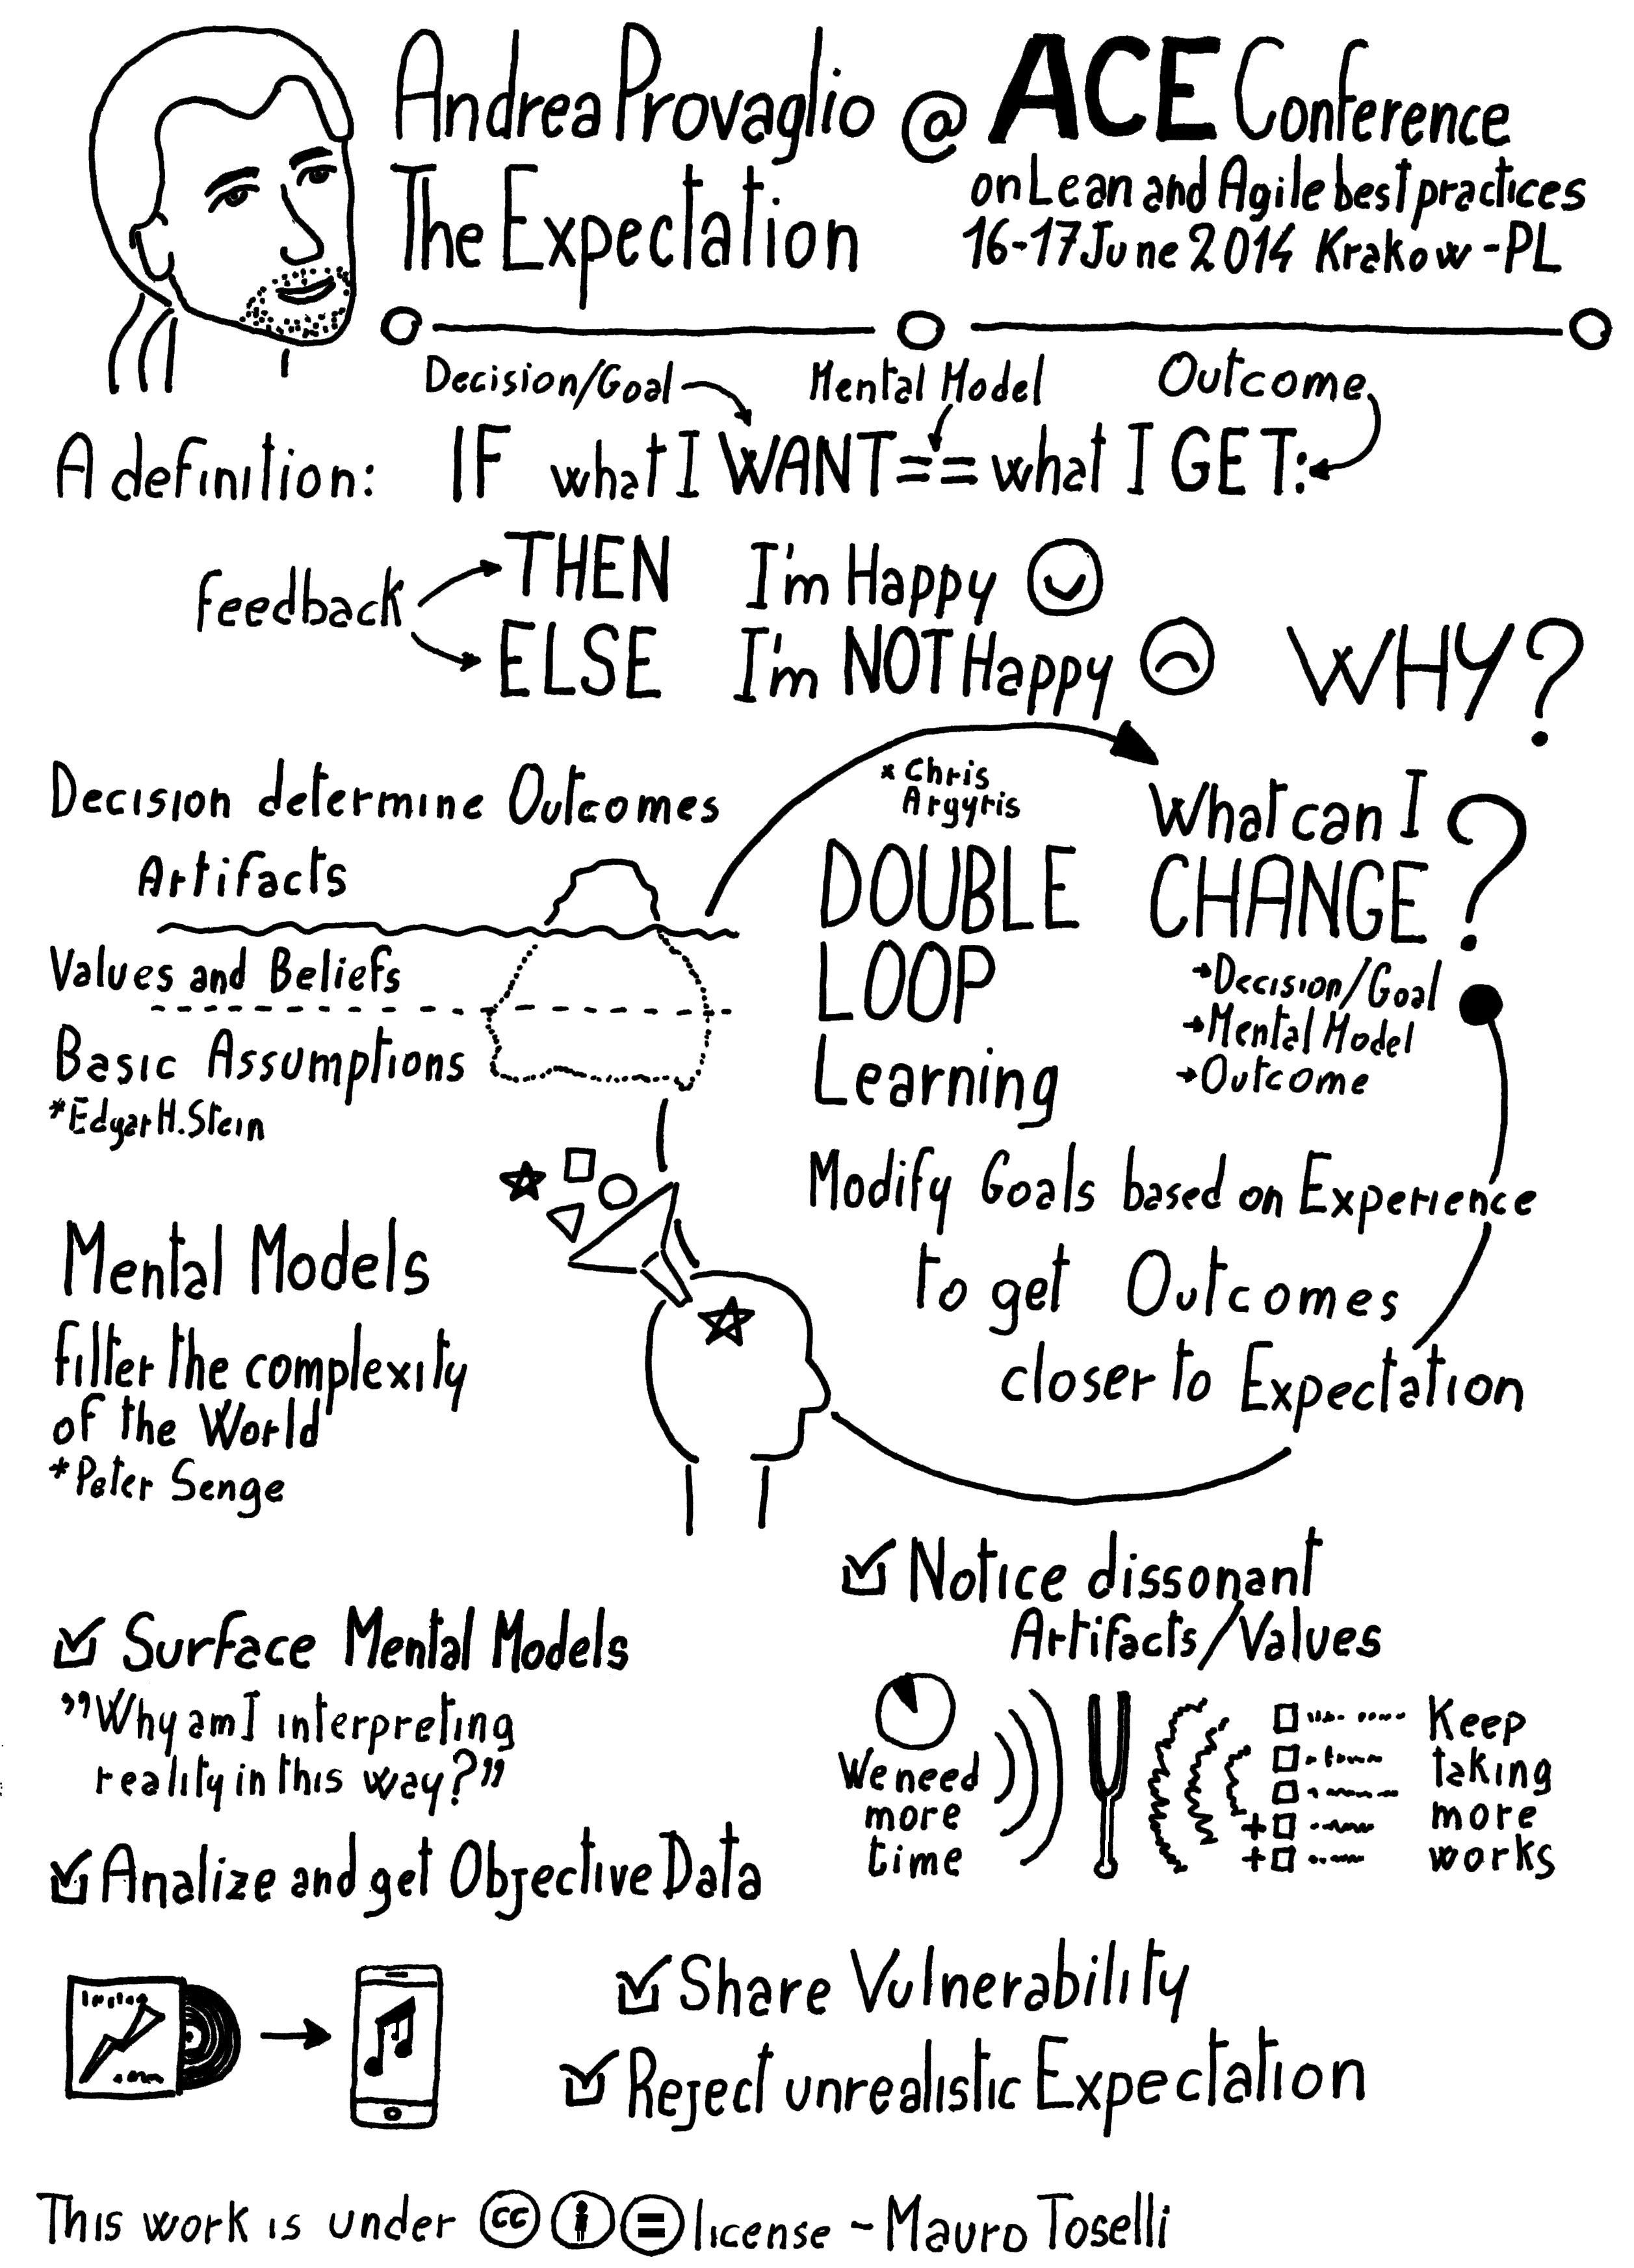 Andrea Provaglio @ ACE Conference
The Expectation
on Lean and Agile best practices
16-17 June 2014 Krakow - PL
Decision/Goal
Mental Model
Outcome
A definition: IF what I WANT == what I GET:
Feedback
THEN I'm Happy
ELSE I'm NOT Happy
WHY?
Decision determine Outcomes
Artifacts
Values and Beliefs
Basic Assumptions
*Edgar H. Stein
* Chris
Argyris
DOUBLE
LOOP
Learning
What can I
CHANGE?
Decision/Goal
Mental Model
Outcome
Modify Goals based on Experience
to get Outcomes
closer to Expectation
Mental Models
filter the complexity
of the World
*Peter Senge
Surface Mental Models
"Why am I interpreting
reality in this way?"
Notice dissonant
Artifacts/Values
We need
more
time
+
+
Keep
taking
more
works
Analize and get Objective Data
Share Vulnerability
Reject unrealistic Expectation
This work is under cc = license - Mauro Toselli